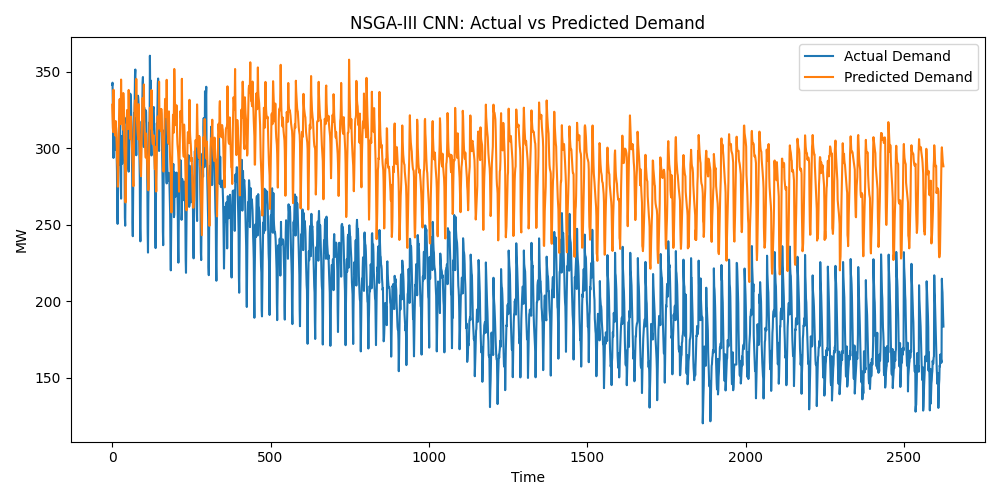 NSGA-III CNN: Actual vs Predicted Demand
Actual Demand
Predicted Demand
MW
350
300
250
200
150
0
500
1000
1500
2000
2500
Time